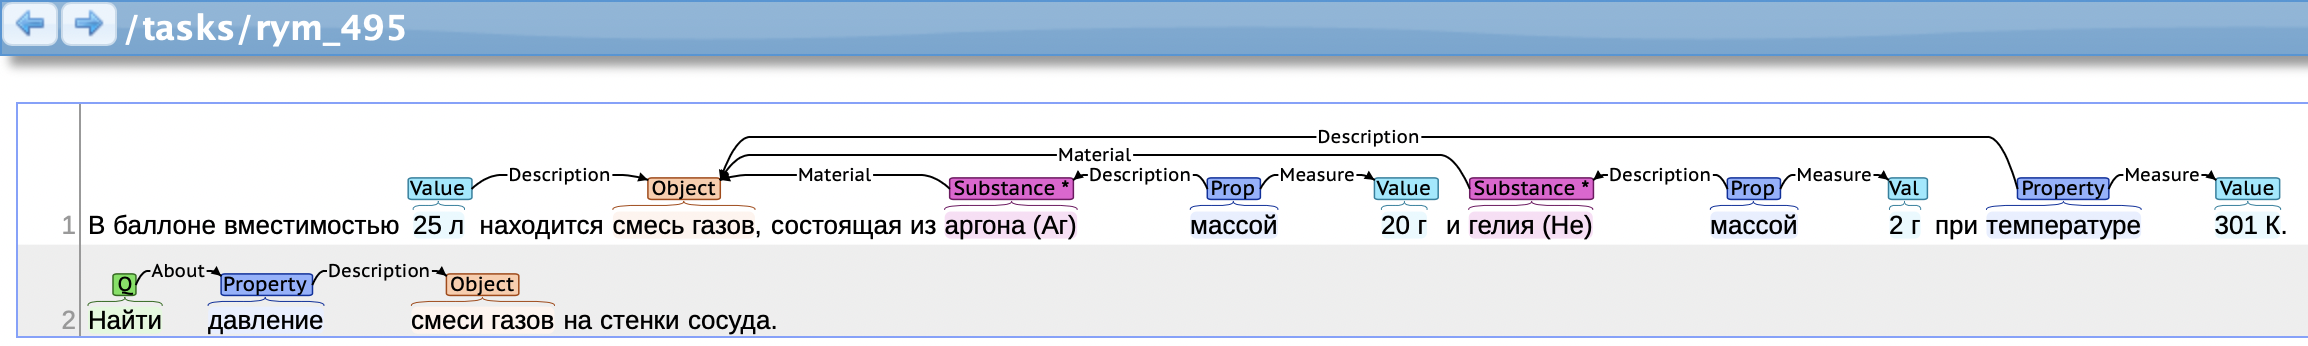 /tasks/rym_495
Description
Material
Value Description Object Material Substance * Description Prop Measure Value Substance * Description Prop Measure Val Property Measure Value
1 В баллоне вместимостью 25 л находится смесь газов, состоящая из аргона (Аг) массой 20 г и гелия (Не) массой 2 г при температуре 301 К.
Q About Property Description Object
2 Найти давление смеси газов на стенки сосуда.